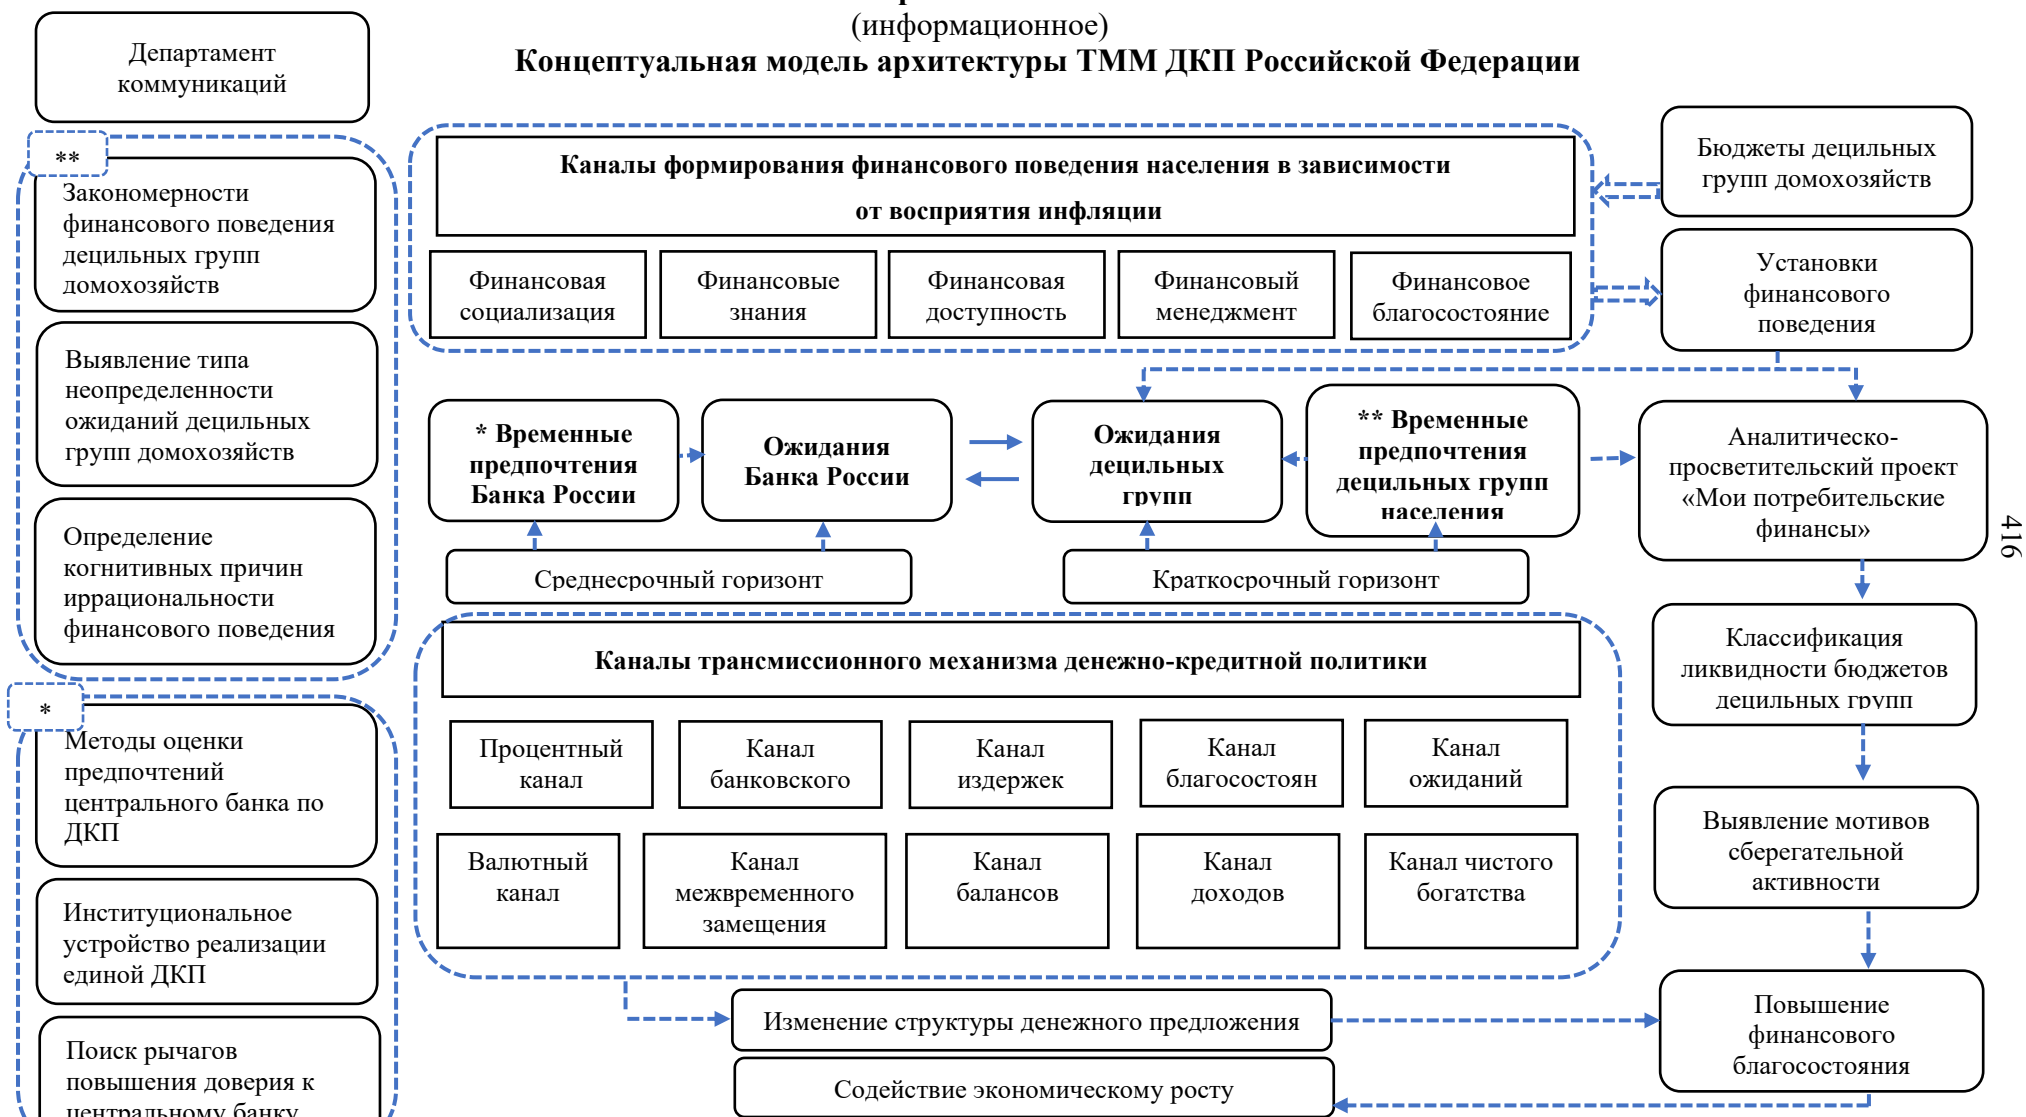 (информационное)
Концептуальная модель архитектуры ТММ ДКП Российской Федерации
Департамент
коммуникаций
**
Закономерности
финансового поведения
децильных групп
домохозяйств
Выявление типа
неопределенности
ожиданий децильных
групп домохозяйств
Определение
когнитивных причин
иррациональности
финансового поведения
*
Методы оценки
предпочтений
центрального банка по
ДКП
Институциональное
устройство реализации
единой ДКП
Поиск рычагов
повышения доверия к
центральному банку
Каналы формирования финансового поведения населения в зависимости
от восприятия инфляции
Финансовая
социализация
Финансовые
знания
Финансовая
доступность
Финансовый
менеджмент
Финансовое
благосостояние
Бюджеты децильных
групп домохозяйств
Установки
финансового
поведения
* Временные
предпочтения
Банка России
Ожидания
Банка России
Ожидания
децильных
групп
** Временные
предпочтения
децильных групп
населения
Аналитическо-
просветительский проект
«Мои потребительские
финансы»
Среднесрочный горизонт
Краткосрочный горизонт
416
Каналы трансмиссионного механизма денежно-кредитной политики
Процентный
канал
Канал
банковского
Канал
издержек
Канал
благосостоян
Канал
ожиданий
Валютный
канал
Канал
межвременного
замещения
Канал
балансов
Канал
доходов
Канал чистого
богатства
Классификация
ликвидности бюджетов
децильных групп
Выявление мотивов
сберегательной
активности
Повышение
финансового
благосостояния
Изменение структуры денежного предложения
Содействие экономическому росту